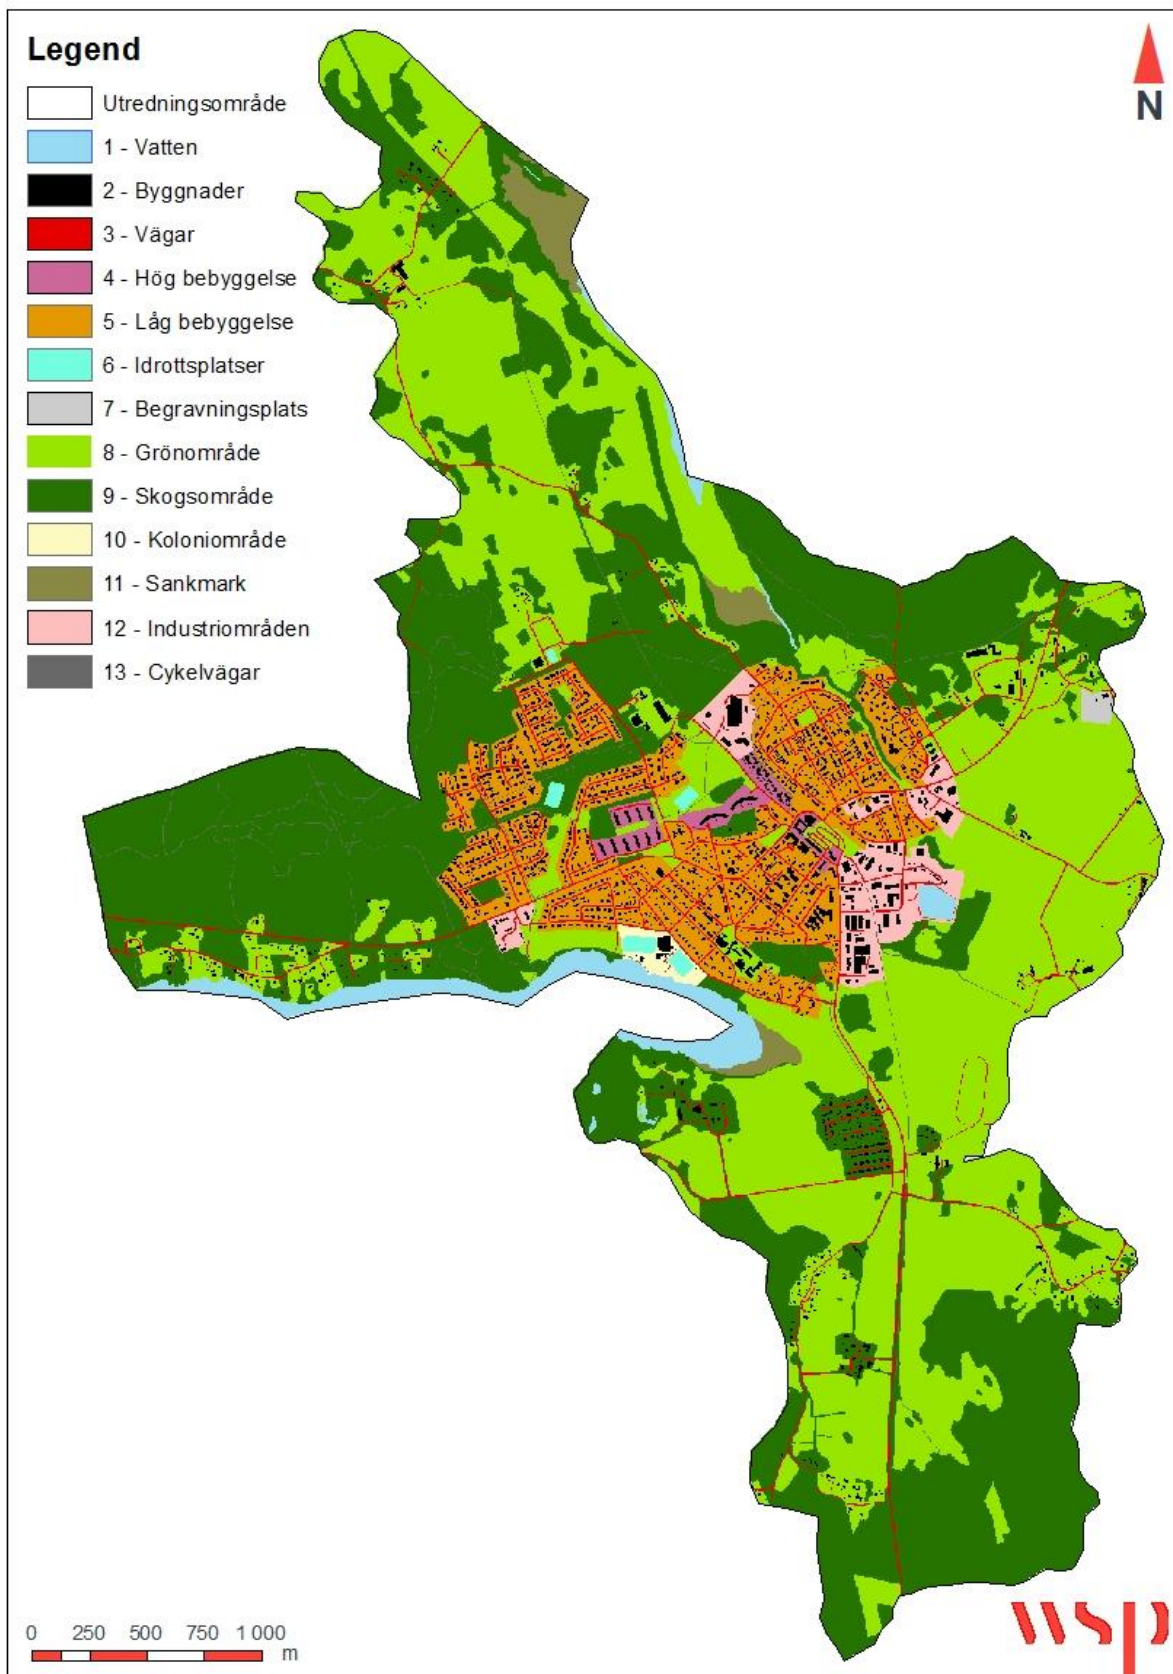 Legend
Utredningsområde
1 - Vatten
2 - Byggnader
3 - Vägar
4 - Hög bebyggelse
5 - Låg bebyggelse
6 - Idrottsplatser
7 - Begravningsplats
8 - Grönområde
9 - Skogsområde
10 - Koloniområde
11 - Sankmark
12 - Industriområden
13 - Cykelvägar
N
0 250 500 750 1 000
m
wsp